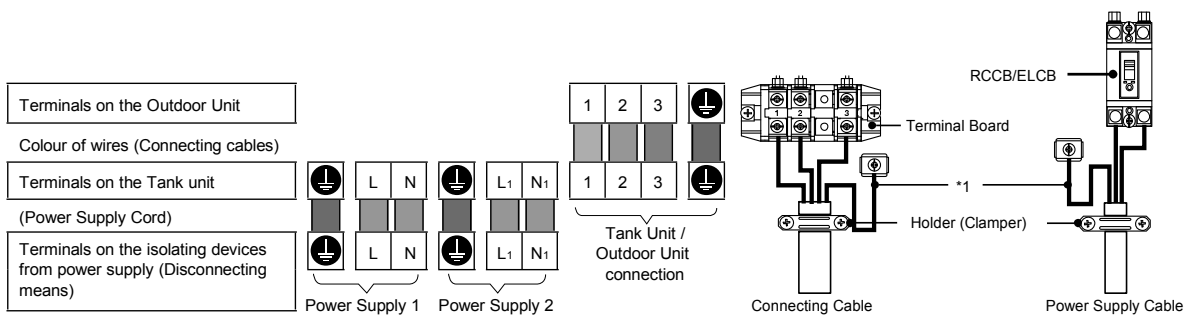 Terminals on the Outdoor Unit
Colour of wires (Connecting cables)
Terminals on the Tank unit
(Power Supply Cord)
Terminals on the isolating devices
from power supply (Disconnecting
means)
L N
L1 N1
L N
L1 N1
Power Supply 1
Power Supply 2
1 2 3
1 2 3
Tank Unit /
Outdoor Unit
connection
1 2 3
Terminal Board
RCCB/ELCB
*1
Holder (Clamper)
Connecting Cable
Power Supply Cable